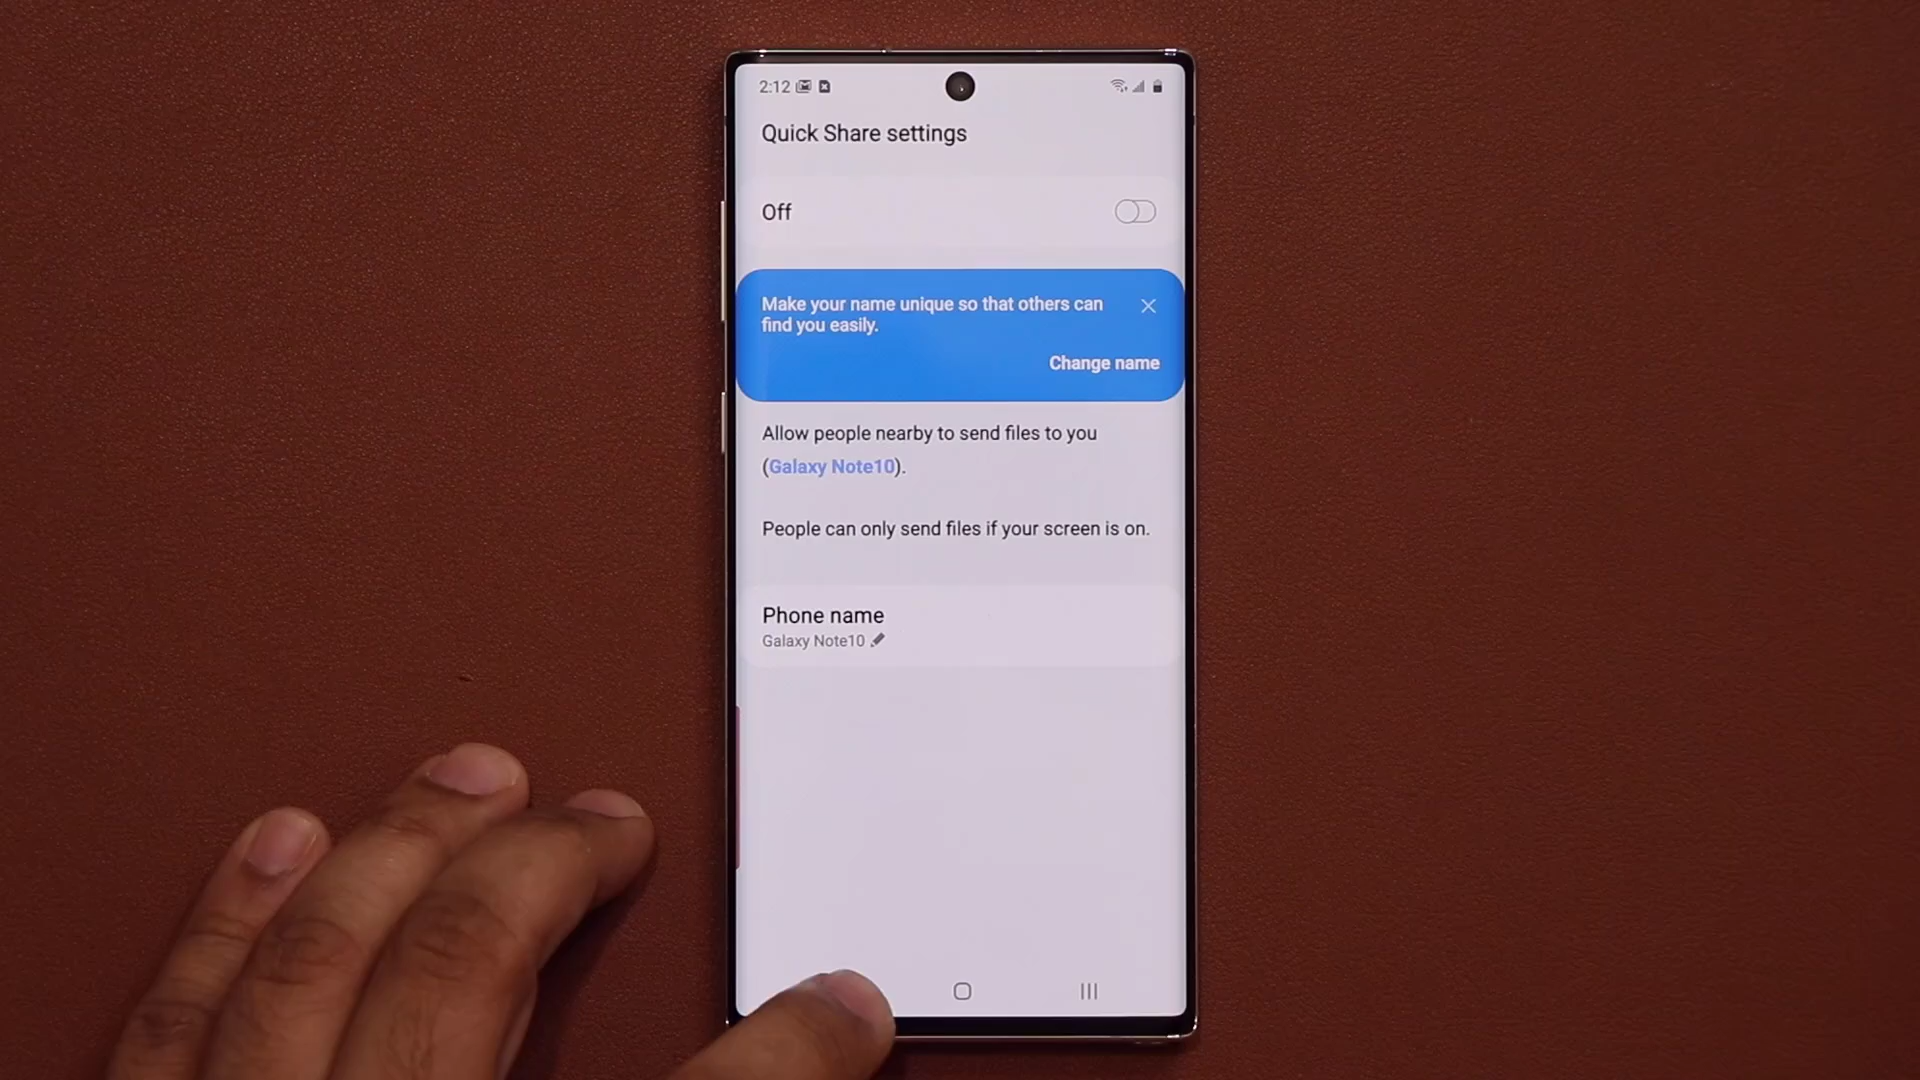 2:12
Quick Share settings
Off
Make your name unique so that others can
find you easily.
Change name
Allow people nearby to send files to you
(Galaxy Note10).
People can only send files if your screen is on.
Phone name
Galaxy Note10